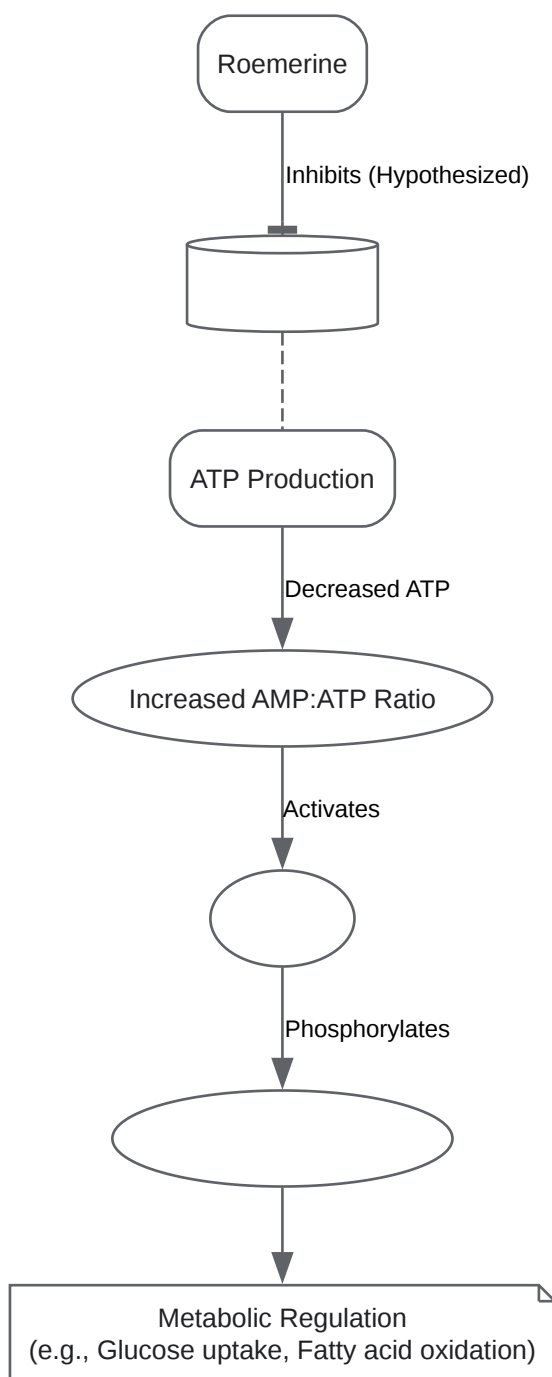 Roemerine
Inhibits (Hypothesized)
ATP Production
Decreased ATP
Increased AMP:ATP Ratio
Activates
Phosphorylates
Metabolic Regulation
(e.g., Glucose uptake, Fatty acid oxidation)